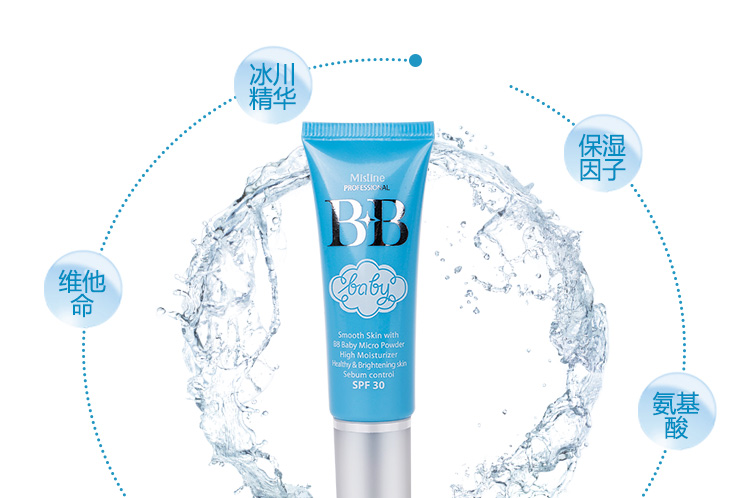 冰川
精华
保湿
因子
维他
命
氨基
酸
Mistine
PROFESSIONAL
BB
baby
Smooth Skin with
BB Baby Micro Powder
High Moisturizer
Healthy & Brightening skin
Sebum control
SPF 30